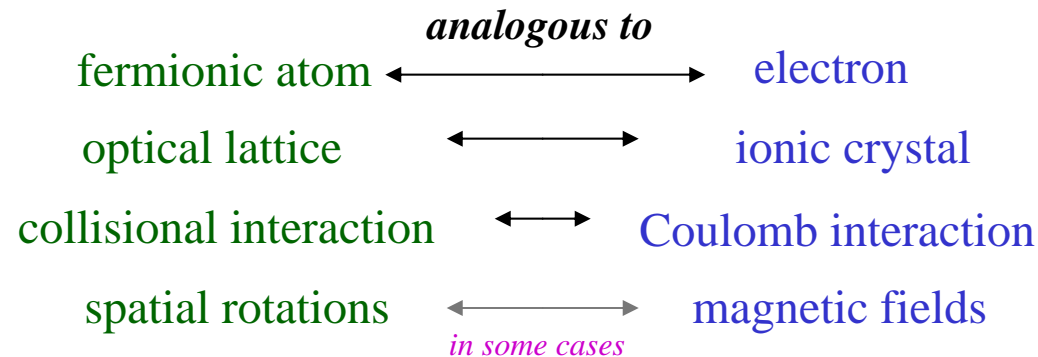 analogous to
fermionic atom electron
optical lattice ionic crystal
collisional interaction Coulomb interaction
spatial rotations magnetic fields
in some cases